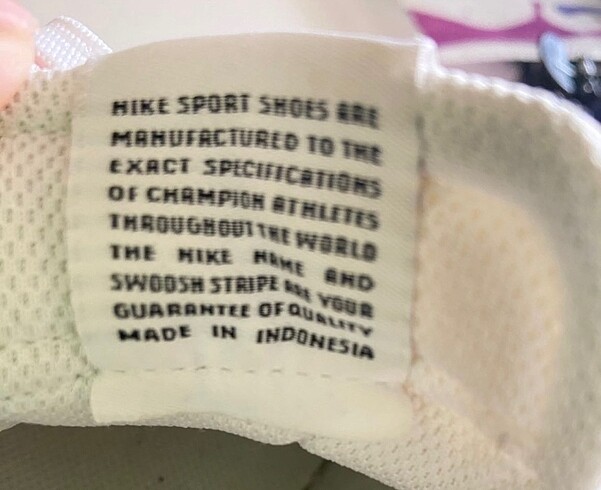 NIKE SPORT SHOES ARE
MANUFACTURED TO THE
EXACT SPECIFICATIONS
OF CHAMPION ATHLETES
THROUGHOUT THE WORLD
THE NIKE NAME AND
SWOOSH STRIPE ARE YOUR
GUARANTEE OF QUALITY
MADE IN INDONESIA